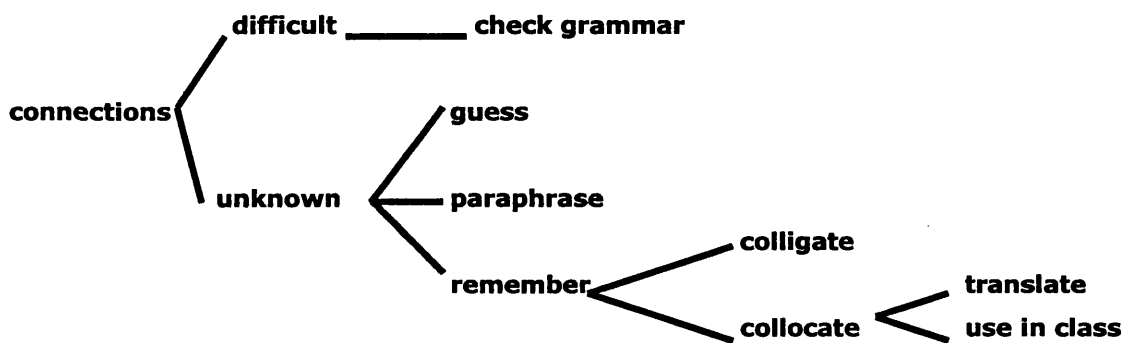 difficult check grammar
connections guess
unknown paraphrase
colligate
remember translate
collocate use in class